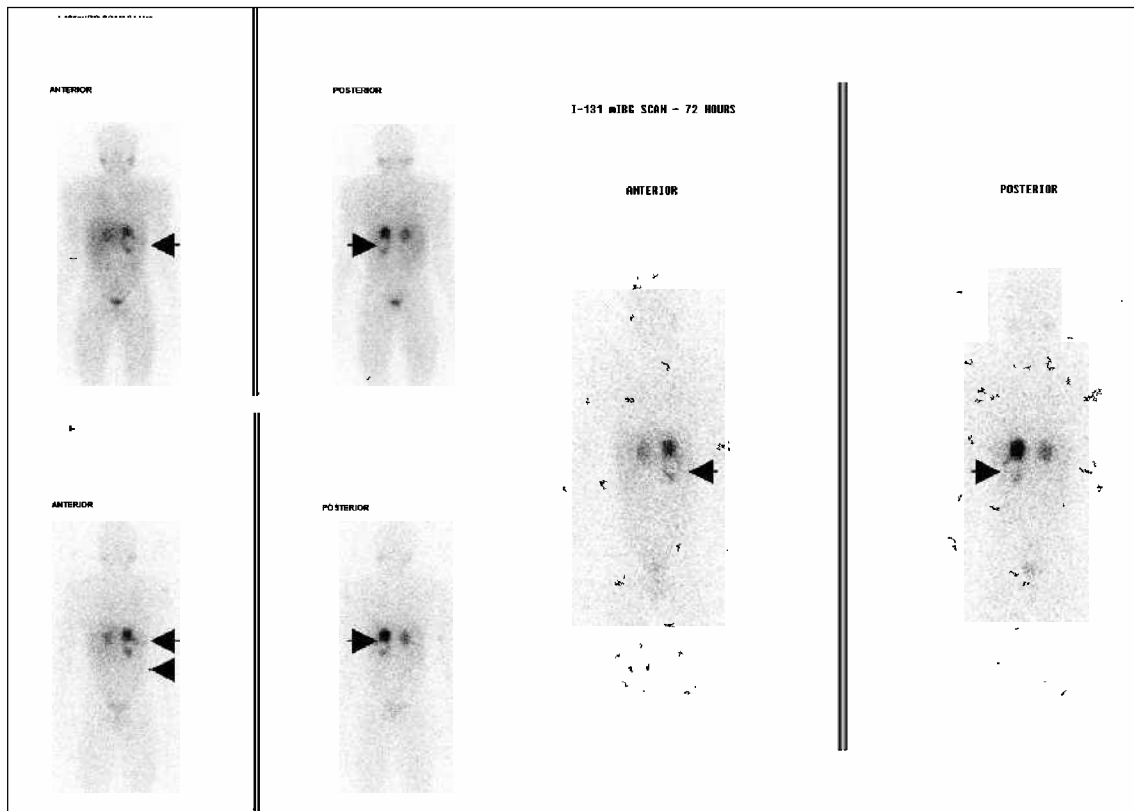 ANTERIOR
POSTERIOR
I-131 mIBG SCAN - 72 HOURS
ANTERIOR
POSTERIOR
ANTERIOR
POSTERIOR